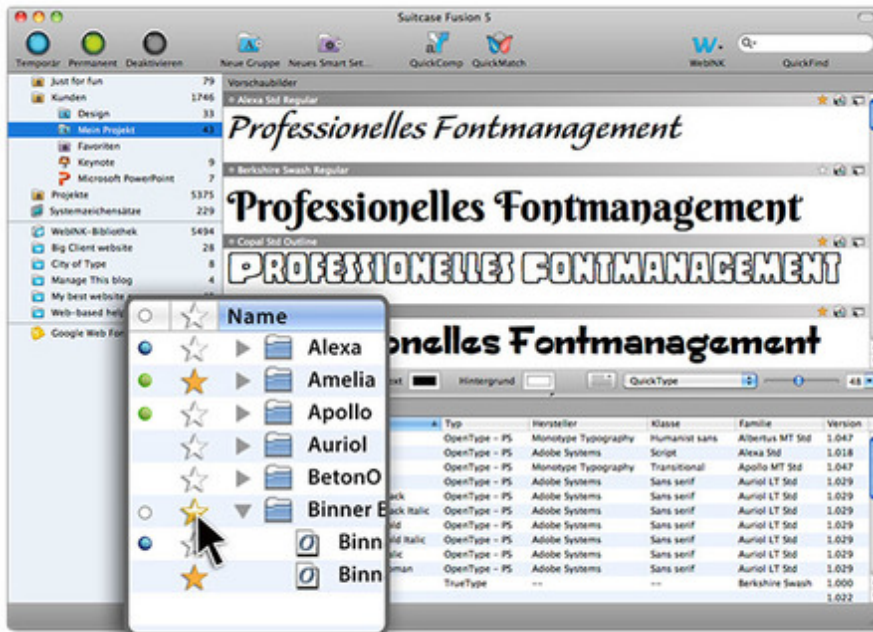 Suitcase Fusion 5
Temporär Permanent Deaktivieren Neue Gruppe Neues Smart Set... QuickComp QuickMatch WebINK QuickFind
Just for fun 79
Kunden 1746
Design 33
Mein Projekt 43
Favoriten
Keynote 9
Microsoft PowerPoint 7
Projekte 5375
Systemzeichensätze 229
WebINK-Bibliothek 5494
Big Client website 28
City of Type 8
Manage This blog 4
My best website
Web-based help
Google Web Fon
Vorschaubilder
Alexa Std Regular
Professionelles Fontmanagement
Berkshire Swash Regular
Professionelles Fontmanagement
Copal Std Outline
PROFESSIONELLES FONTMANAGEMENT
onelles Fontmanagement
ext Hintergrund QuickType 48
Name
Alexa
Amelia
Apollo
Auriol
BetonO
Binner E
Binn
Binn
Typ Hersteller Klasse Familie Version
OpenType - PS Monotype Typography Humanist sans Albertus MT Std 1.047
OpenType - PS Adobe Systems Script Alexa Std 1.018
OpenType - PS Monotype Typography Transitional Apollo MT Std 1.047
OpenType - PS Adobe Systems Sans serif Auriol LT Std 1.029
ack OpenType - PS Adobe Systems Sans serif Auriol LT Std 1.029
ack Italic OpenType - PS Adobe Systems Sans serif Auriol LT Std 1.029
old OpenType - PS Adobe Systems Sans serif Auriol LT Std 1.029
old Italic OpenType - PS Adobe Systems Sans serif Auriol LT Std 1.029
alic OpenType - PS Adobe Systems Sans serif Auriol LT Std 1.029
oman OpenType - PS Adobe Systems Sans serif Auriol LT Std 1.029
TrueType -- -- Berkshire Swash 1.000
1.022